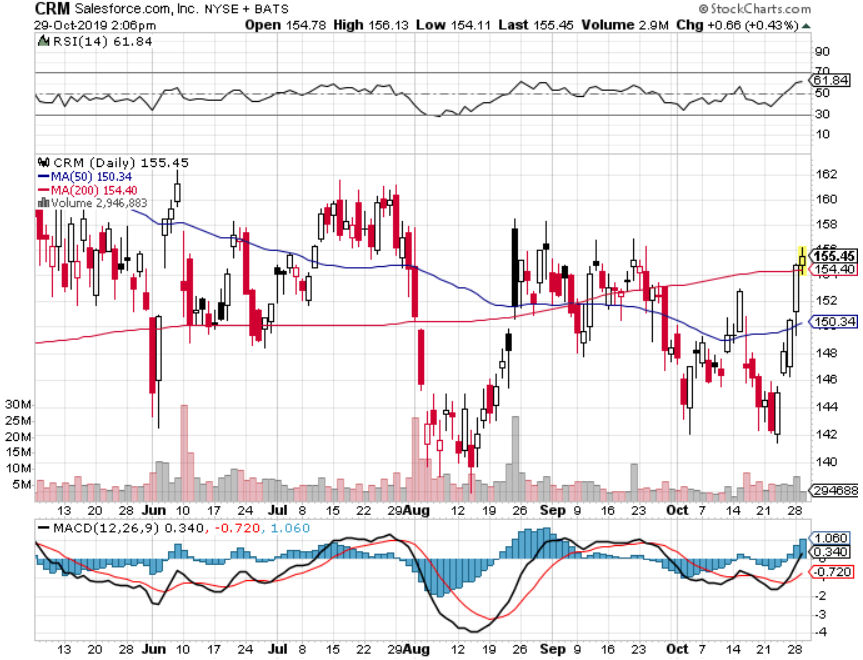 CRM Salesforce.com, Inc. NYSE + BATS © StockCharts.com
29-Oct-2019 2:06pm Open 154.78 High 156.13 Low 154.11 Last 155.45 Volume 2.9M Chg +0.66 (+0.43%)
RSI(14) 61.84
90
70
61.84
50
30
10
CRM (Daily) 155.45
MA(50) 150.34
MA(200) 154.40
Volume 2,946,883
162
160
158
155.45
154.40
152
150.34
148
146
144
142
140
30M
25M
20M
15M
10M
5M
294688
13 20 28 Jun 10 17 24 Jul 8 15 22 29 Aug 12 19 26 Sep 9 16 23 Oct 7 14 21 28
MACD(12,26,9) 0.340, -0.720, 1.060
1.060
0.340
-0.720
-2
-3
-4
13 20 28 Jun 10 17 24 Jul 8 15 22 29 Aug 12 19 26 Sep 9 16 23 Oct 7 14 21 28